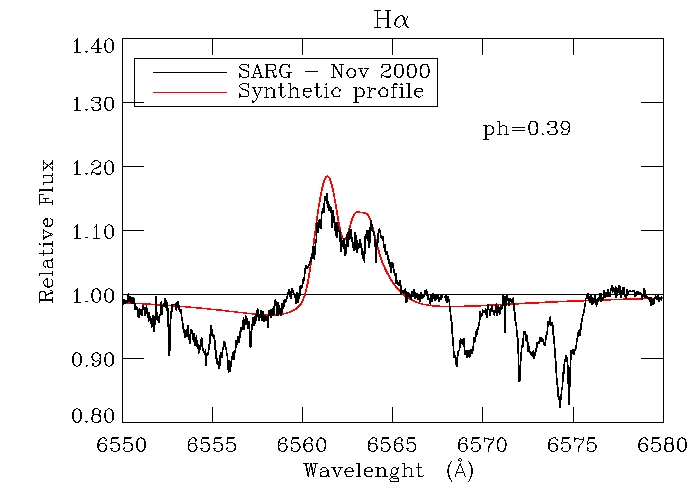 Hα
1.40
SARG − Nov 2000
Synthetic profile
1.30
ph=0.39
1.20
1.10
1.00
0.90
0.80
Relative Flux
6550 6555 6560 6565 6570 6575 6580
Wavelenght (Å)